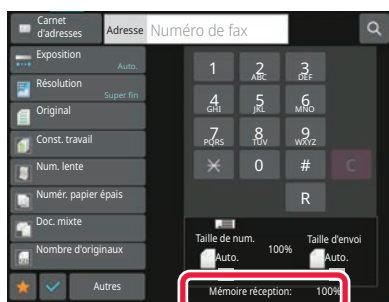 Carnet
d'adresses
Adresse
Numéro de fax
Exposition
Auto.
Résolution
Super fin
Original
Const. travail
Num. lente
Numér. papier
épais
Doc. mixte
Nombre d'originaux
Autres
1
2
ABC
3
DEF
4
GHI
5
JKL
6
MNO
7
PQRS
8
TUV
9
WXYZ
0
#
C
R
Taille de num.
100%
Taille d'envoi
Auto.
Auto.
Mémoire réception: 100%